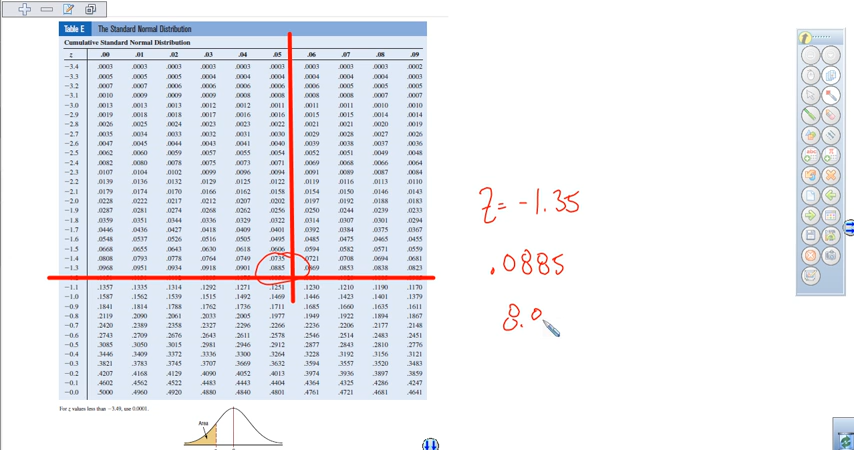 Table E The Standard Normal Distribution
Cumulative Standard Normal Distribution
z .00 .01 .02 .03 .04 .05 .06 .07 .08 .09
−3.4 .0003 .0003 .0003 .0003 .0003 .0003 .0003 .0003 .0003 .0002
−3.3 .0005 .0005 .0005 .0004 .0004 .0004 .0004 .0004 .0004 .0003
−3.2 .0007 .0007 .0006 .0006 .0006 .0006 .0006 .0005 .0005 .0005
−3.1 .0010 .0009 .0009 .0009 .0008 .0008 .0008 .0008 .0007 .0007
−3.0 .0013 .0013 .0013 .0012 .0012 .0011 .0011 .0011 .0010 .0010
−2.9 .0019 .0018 .0018 .0017 .0016 .0016 .0015 .0015 .0014 .0014
−2.8 .0026 .0025 .0024 .0023 .0023 .0022 .0021 .0021 .0020 .0019
−2.7 .0035 .0034 .0033 .0032 .0031 .0030 .0029 .0028 .0027 .0026
−2.6 .0047 .0045 .0044 .0043 .0041 .0040 .0039 .0038 .0037 .0036
−2.5 .0062 .0060 .0059 .0057 .0055 .0054 .0052 .0051 .0049 .0048
−2.4 .0082 .0080 .0078 .0075 .0073 .0071 .0069 .0068 .0066 .0064
−2.3 .0107 .0104 .0102 .0099 .0096 .0094 .0091 .0089 .0087 .0084
−2.2 .0139 .0136 .0132 .0129 .0125 .0122 .0119 .0116 .0113 .0110
−2.1 .0179 .0174 .0170 .0166 .0162 .0158 .0154 .0150 .0146 .0143
−2.0 .0228 .0222 .0217 .0212 .0207 .0202 .0197 .0192 .0188 .0183
−1.9 .0287 .0281 .0274 .0268 .0262 .0256 .0250 .0244 .0239 .0233
−1.8 .0359 .0351 .0344 .0336 .0329 .0322 .0314 .0307 .0301 .0294
−1.7 .0446 .0436 .0427 .0418 .0409 .0401 .0392 .0384 .0375 .0367
−1.6 .0548 .0537 .0526 .0516 .0505 .0495 .0485 .0475 .0465 .0455
−1.5 .0668 .0655 .0643 .0630 .0618 .0606 .0594 .0582 .0571 .0559
−1.4 .0808 .0793 .0778 .0764 .0749 .0735 .0721 .0708 .0694 .0681
−1.3 .0968 .0951 .0934 .0918 .0901 .0885 .0869 .0853 .0838 .0823
−1.1 .1357 .1335 .1314 .1292 .1271 .1251 .1230 .1210 .1190 .1170
−1.0 .1587 .1562 .1539 .1515 .1492 .1469 .1446 .1423 .1401 .1379
−0.9 .1841 .1814 .1788 .1762 .1736 .1711 .1685 .1660 .1635 .1611
−0.8 .2119 .2090 .2061 .2033 .2005 .1977 .1949 .1922 .1894 .1867
−0.7 .2420 .2389 .2358 .2327 .2296 .2266 .2236 .2206 .2177 .2148
−0.6 .2743 .2709 .2676 .2643 .2611 .2578 .2546 .2514 .2483 .2451
−0.5 .3085 .3050 .3015 .2981 .2946 .2912 .2877 .2843 .2810 .2776
−0.4 .3446 .3409 .3372 .3336 .3300 .3264 .3228 .3192 .3156 .3121
−0.3 .3821 .3783 .3745 .3707 .3669 .3632 .3594 .3557 .3520 .3483
−0.2 .4207 .4168 .4129 .4090 .4052 .4013 .3974 .3936 .3897 .3859
−0.1 .4602 .4562 .4522 .4483 .4443 .4404 .4364 .4325 .4286 .4247
−0.0 .5000 .4960 .4920 .4880 .4840 .4801 .4761 .4721 .4681 .4641
For z values less than −3.49, use 0.0001.
Area
z = -1.35
.0885
8.8